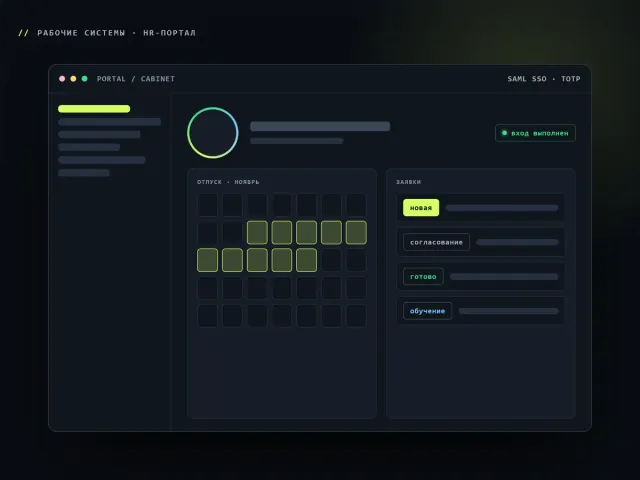 // РАБОЧИЕ СИСТЕМЫ · HR-ПОРТАЛ
PORTAL / CABINET
SAML SSO · TOTP
вход выполнен
ОТПУСК · НОЯБРЬ
ЗАЯВКИ
новая
согласование
готово
обучение